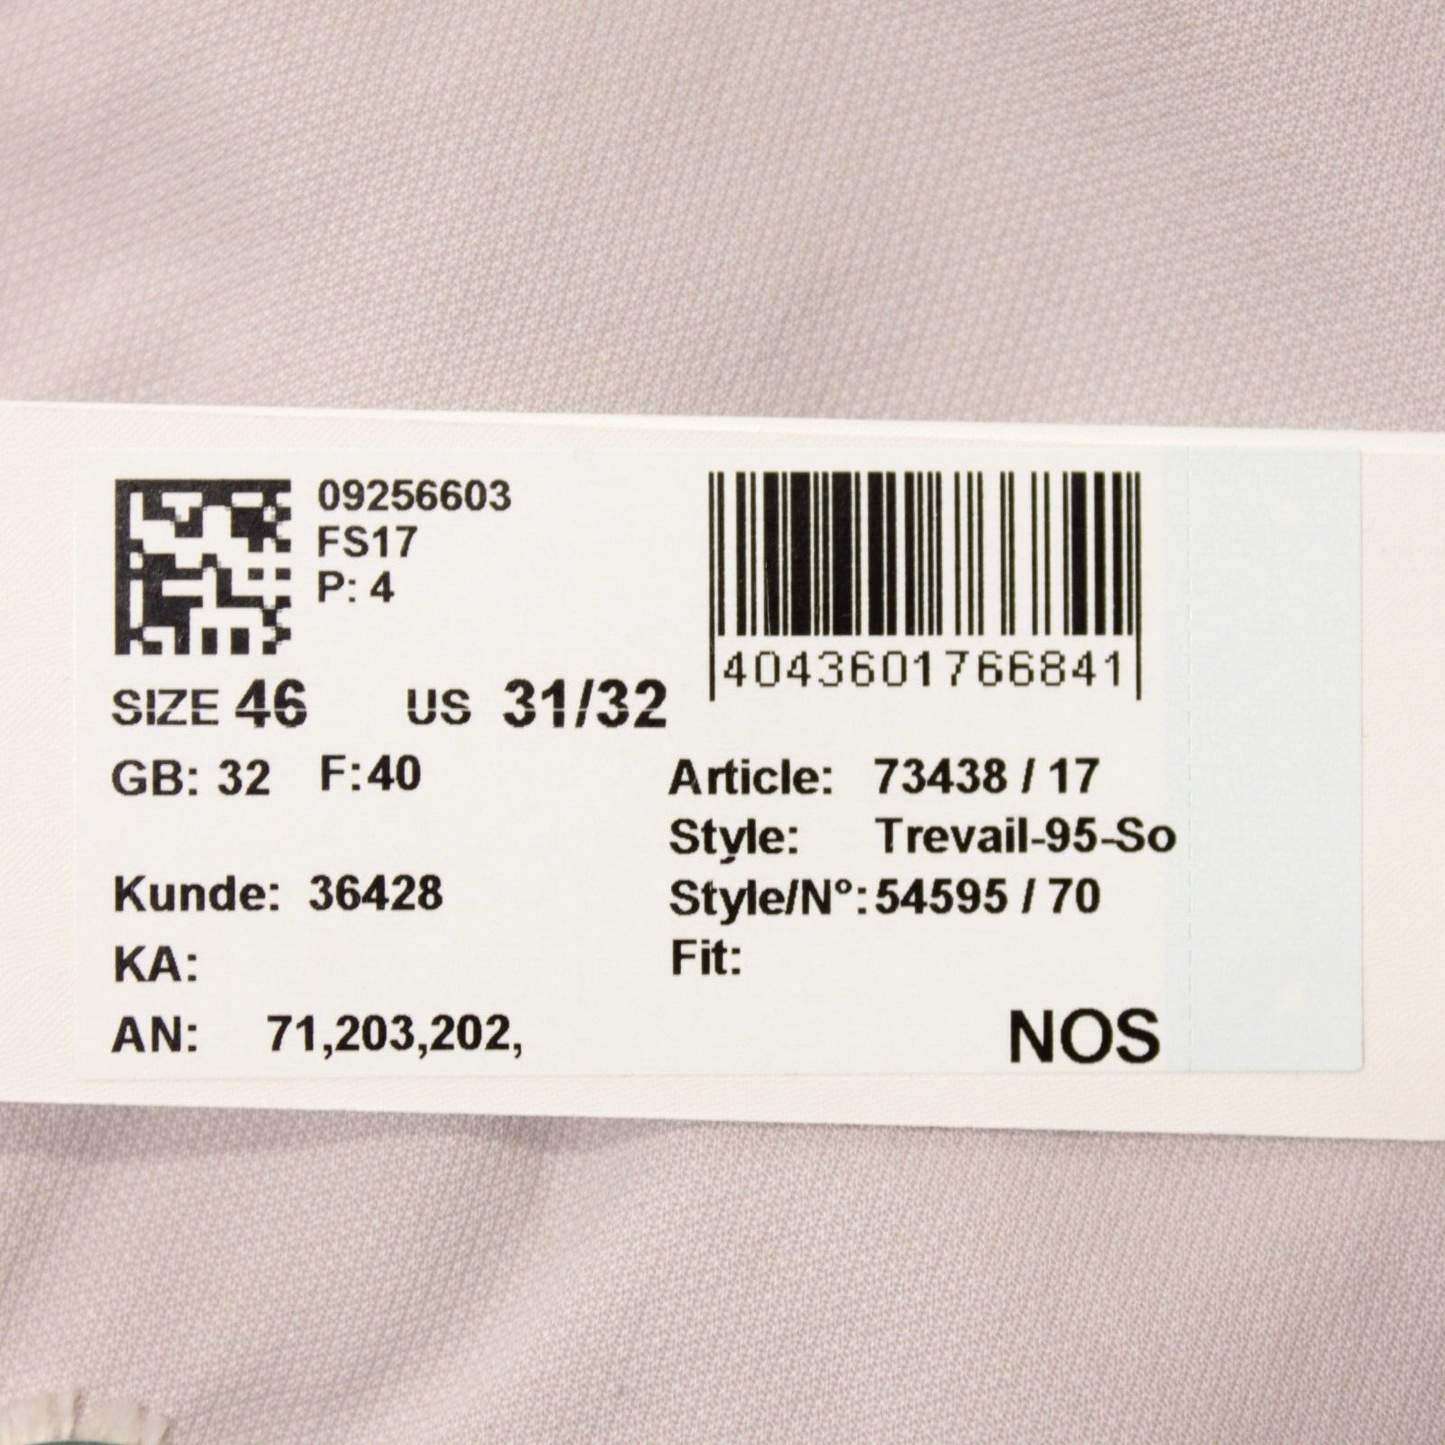 09256603
FS17
P: 4
4043601766841
SIZE 46 US 31/32
GB: 32 F:40
Article: 73438 / 17
Style: Trevail-95-So
Kunde: 36428
Style/N°: 54595 / 70
KA:
Fit:
AN: 71,203,202,
NOS